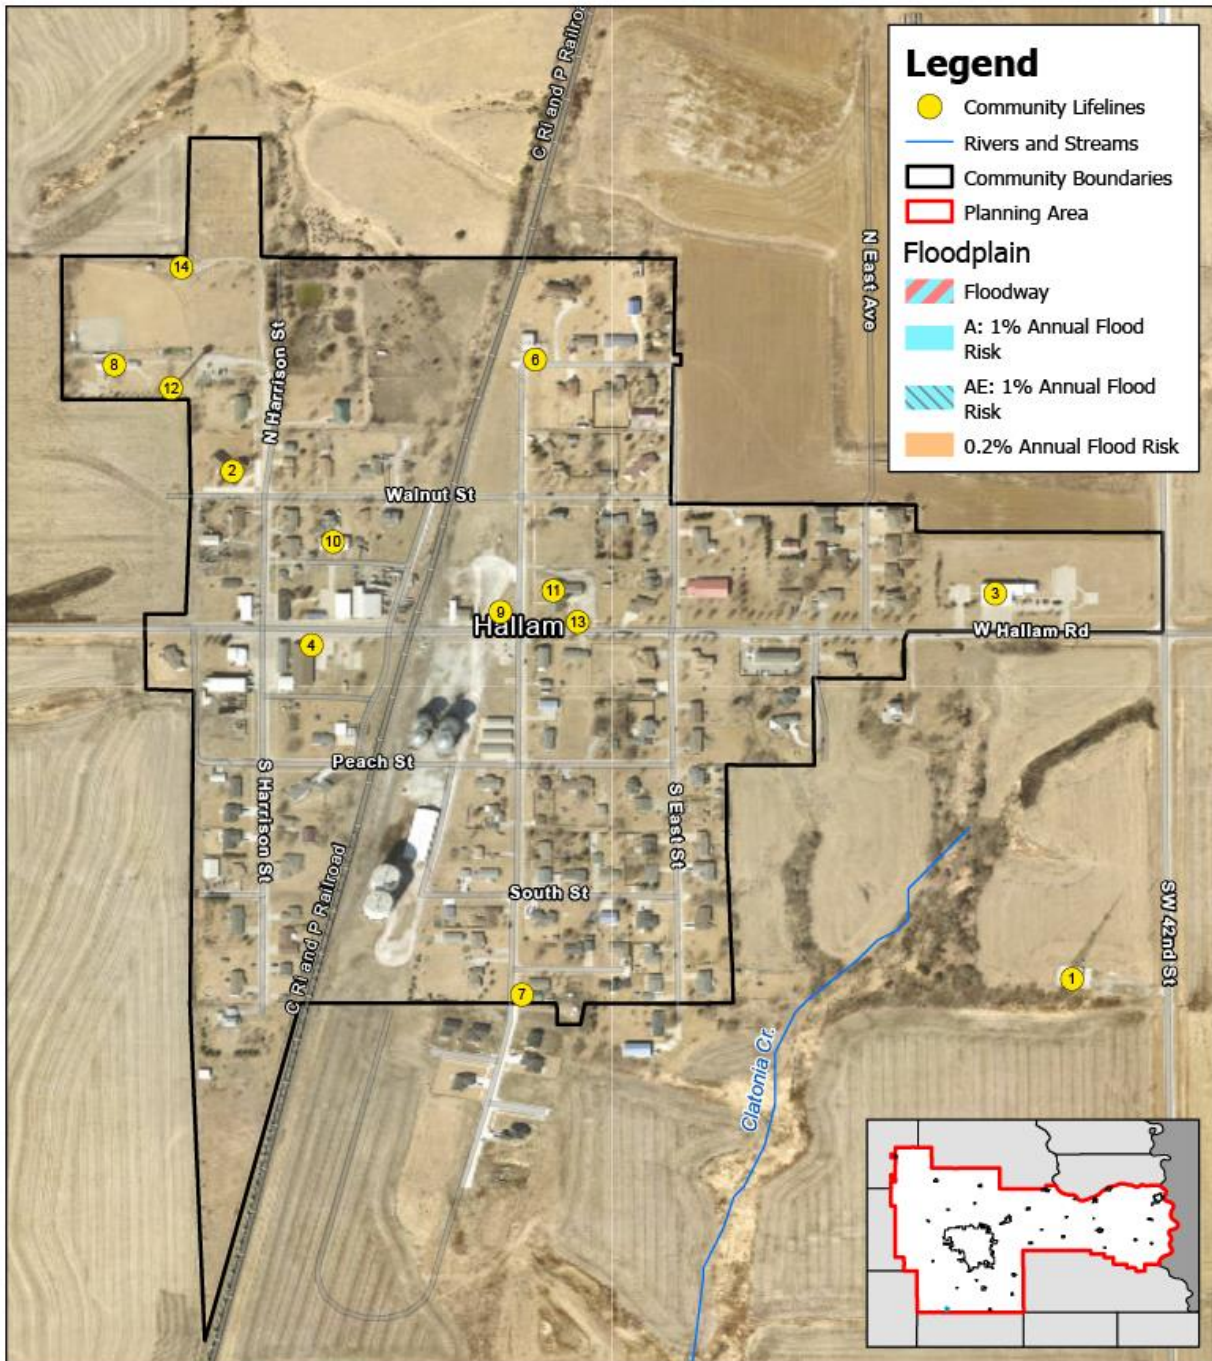 C RI and P Railroad
Legend
Community Lifelines
Rivers and Streams
Community Boundaries
Planning Area
Floodplain
Floodway
A: 1% Annual Flood
Risk
AE: 1% Annual Flood
Risk
0.2% Annual Flood Risk
N East Ave
14
8
12
6
N Harrison St
2
Walnut St
10
11
3
9
13
Hallam
W Hallam Rd
4
Peach St
S Harrison St
S East St
South St
C RI and P Railroad
SW 42nd St
1
7
Clatonia Cr.